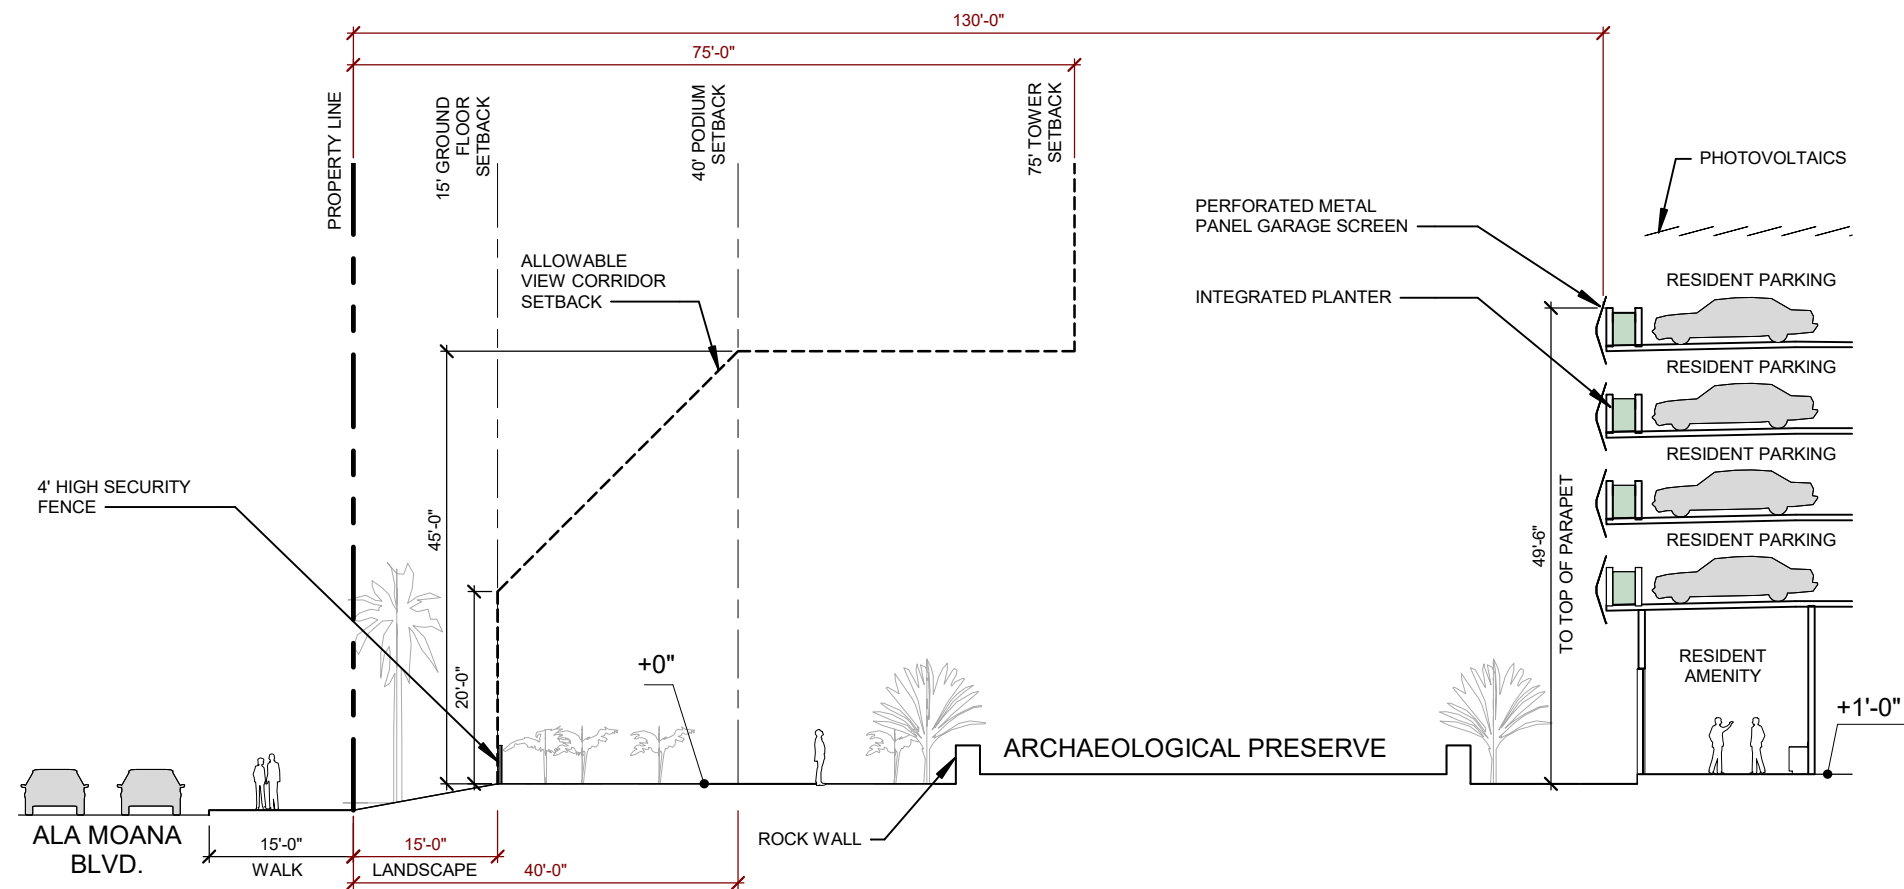 130'-0"
75'-0"
PROPERTY LINE
15' GROUND
FLOOR
SETBACK
40' PODIUM
SETBACK
75' TOWER
SETBACK
PHOTOVOLTAICS
PERFORATED METAL
PANEL GARAGE SCREEN
ALLOWABLE
VIEW CORRIDOR
SETBACK
INTEGRATED PLANTER
RESIDENT PARKING
RESIDENT PARKING
RESIDENT PARKING
RESIDENT PARKING
4' HIGH SECURITY
FENCE
45'-0"
20'-0"
49'-6"
TO TOP OF PARAPET
+0"
RESIDENT
AMENITY
+1'-0"
ARCHAEOLOGICAL PRESERVE
ROCK WALL
ALA MOANA
BLVD.
15'-0"
WALK
15'-0"
LANDSCAPE
40'-0"